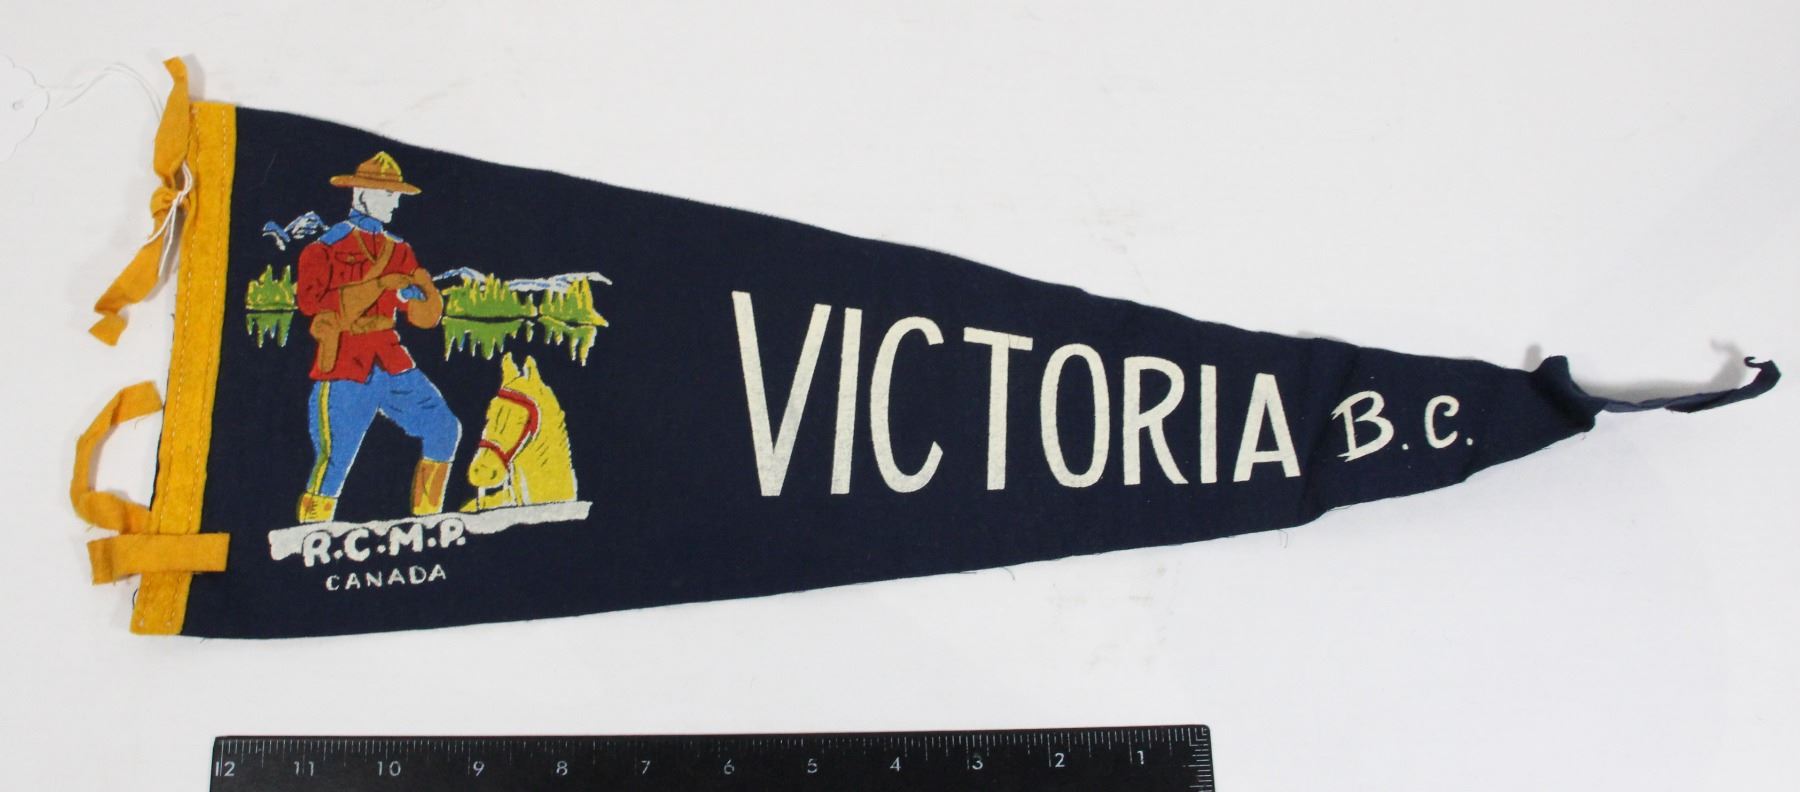 VICTORIA B.C.
R.C.M.P.
CANADA
12 11 10 9 8 7 6 5 4 3 2 1